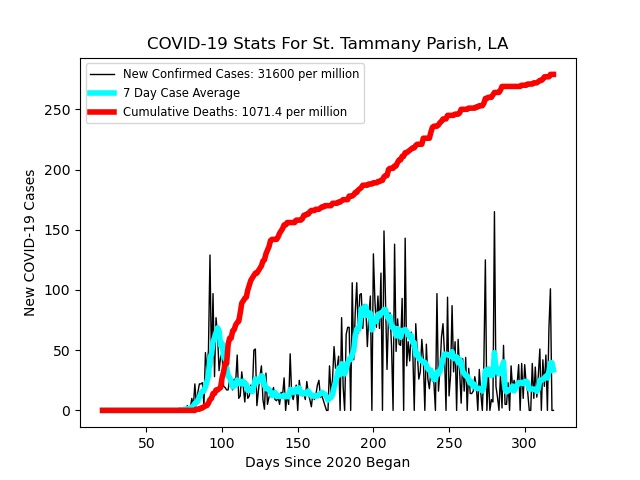 COVID-19 Stats For St. Tammany Parish, LA
New Confirmed Cases: 31600 per million
7 Day Case Average
Cumulative Deaths: 1071.4 per million
New COVID-19 Cases
250
200
150
100
50
0
50 100 150 200 250 300
Days Since 2020 Began